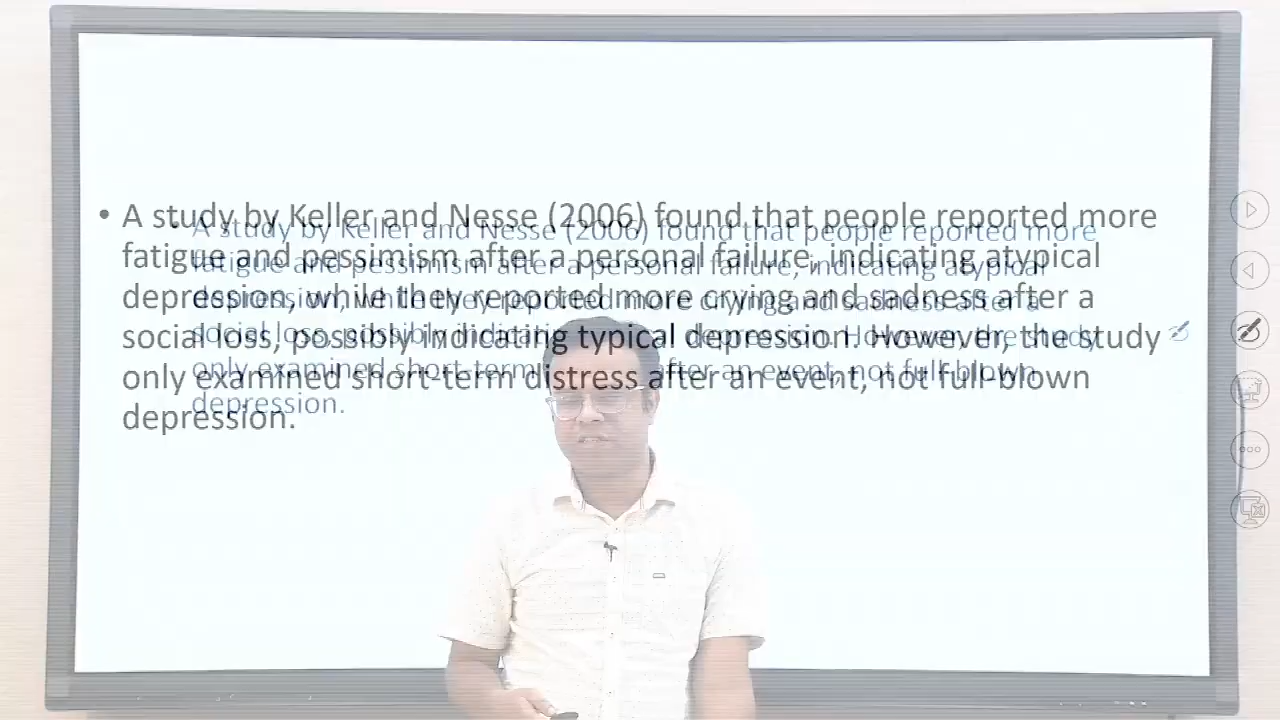 • A study by Keller and Nesse (2006) found that people reported more
fatigue and pessimism after a personal failure, indicating atypical
depression, while they reported more crying and sadness after a
social loss, possibly indicating typical depression. However, the study
only examined short-term distress after an event, not full-blown
depression.